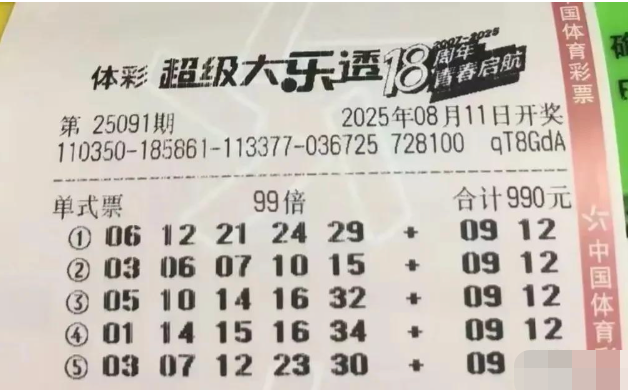 体彩 超级大乐透 18 2007-2025 周年 青春启航
第 25091期 2025年08月11日开奖
110350-185861-113377-036725 728100 qT8GdA
单式票 99倍 合计990元
① 06 12 21 24 29 + 09 12
② 03 06 07 10 15 + 09 12
③ 05 10 14 16 32 + 09 12
④ 01 14 15 16 34 + 09 12
⑤ 03 07 12 23 30 + 09
中国体育彩票
中国体育